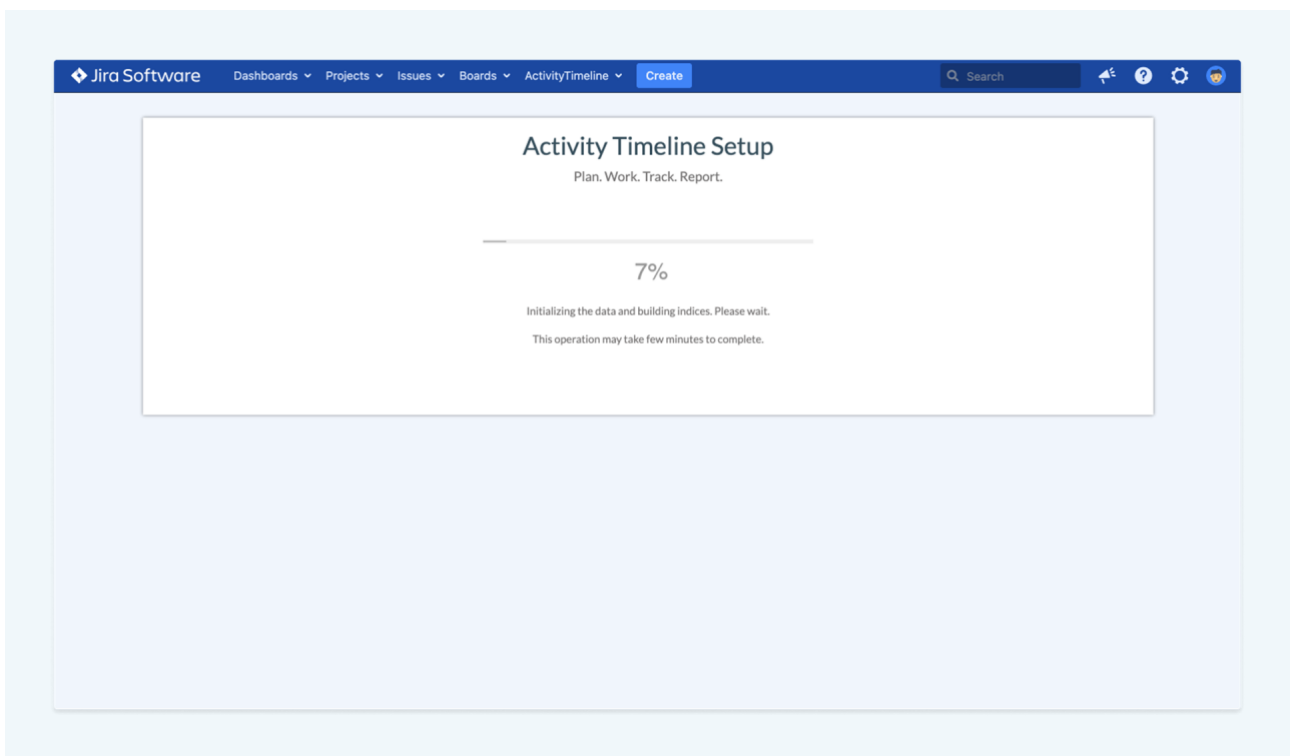 Jira Software Dashboards Projects Issues Boards ActivityTimeline Create Search
Activity Timeline Setup
Plan. Work. Track. Report.
7%
Initializing the data and building indices. Please wait.
This operation may take few minutes to complete.